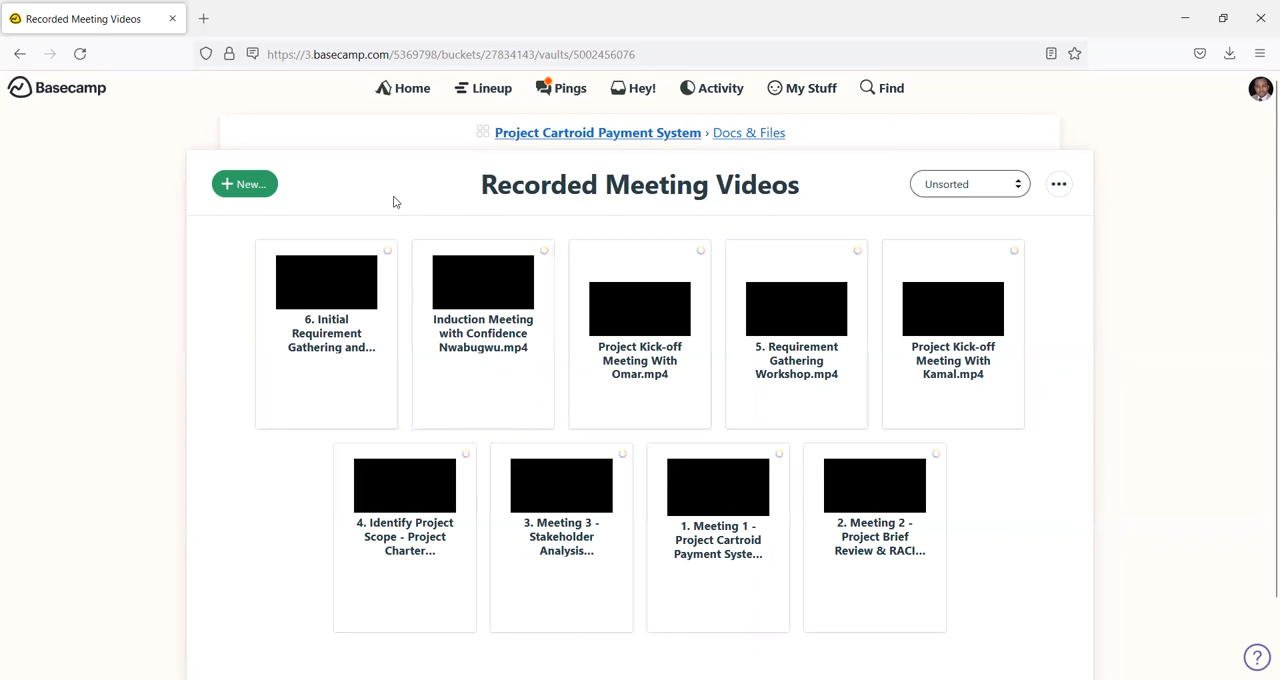 Recorded Meeting Videos
https://3.basecamp.com/5369798/buckets/27834143/vaults/5002456076
Basecamp
Home
Lineup
Pings
Hey!
Activity
My Stuff
Find
Project Cartroid Payment System › Docs & Files
+ New...
Recorded Meeting Videos
Unsorted
6. Initial
Requirement
Gathering and...
Induction Meeting
with Confidence
Nwabugwu.mp4
Project Kick-off
Meeting With
Omar.mp4
5. Requirement
Gathering
Workshop.mp4
Project Kick-off
Meeting With
Kamal.mp4
4. Identify Project
Scope - Project
Charter...
3. Meeting 3 -
Stakeholder
Analysis...
1. Meeting 1 -
Project Cartroid
Payment Syste...
2. Meeting 2 -
Project Brief
Review & RACI...
?